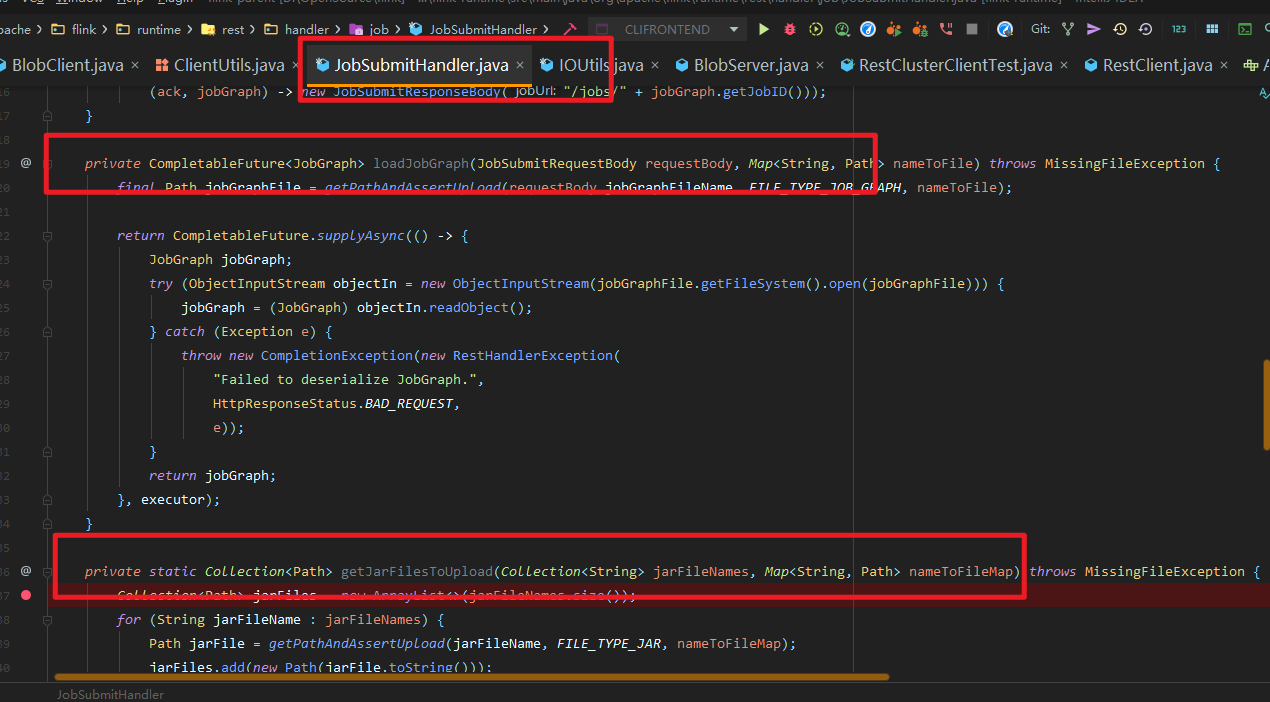 pache > flink > runtime > rest > handler > job > JobSubmitHandler > CLIFRONTEND Git:
BlobClient.java × ClientUtils.java × JobSubmitHandler.java × IOUtils.java × BlobServer.java × RestClusterClientTest.java × RestClient.java ×
16 (ack, jobGraph) -> new JobSubmitResponseBody( jobUrl: "/jobs/" + jobGraph.getJobID()));
17 }
18
19 @ private CompletableFuture<JobGraph> loadJobGraph(JobSubmitRequestBody requestBody, Map<String, Path> nameToFile) throws MissingFileException {
20 final Path jobGraphFile = getPathAndAssertUpload(requestBody.jobGraphFileName, FILE_TYPE_JOB_GRAPH, nameToFile);
21
22 return CompletableFuture.supplyAsync(() -> {
23 JobGraph jobGraph;
24 try (ObjectInputStream objectIn = new ObjectInputStream(jobGraphFile.getFileSystem().open(jobGraphFile))) {
25 jobGraph = (JobGraph) objectIn.readObject();
26 } catch (Exception e) {
27 throw new CompletionException(new RestHandlerException(
28 "Failed to deserialize JobGraph.",
29 HttpResponseStatus.BAD_REQUEST,
30 e));
31 }
32 return jobGraph;
33 }, executor);
34 }
35
36 @ private static Collection<Path> getJarFilesToUpload(Collection<String> jarFileNames, Map<String, Path> nameToFileMap) throws MissingFileException {
37 Collection<Path> jarFiles = new ArrayList<>(jarFileNames.size());
38 for (String jarFileName : jarFileNames) {
39 Path jarFile = getPathAndAssertUpload(jarFileName, FILE_TYPE_JAR, nameToFileMap);
40 jarFiles.add(new Path(jarFile.toString()));
JobSubmitHandler